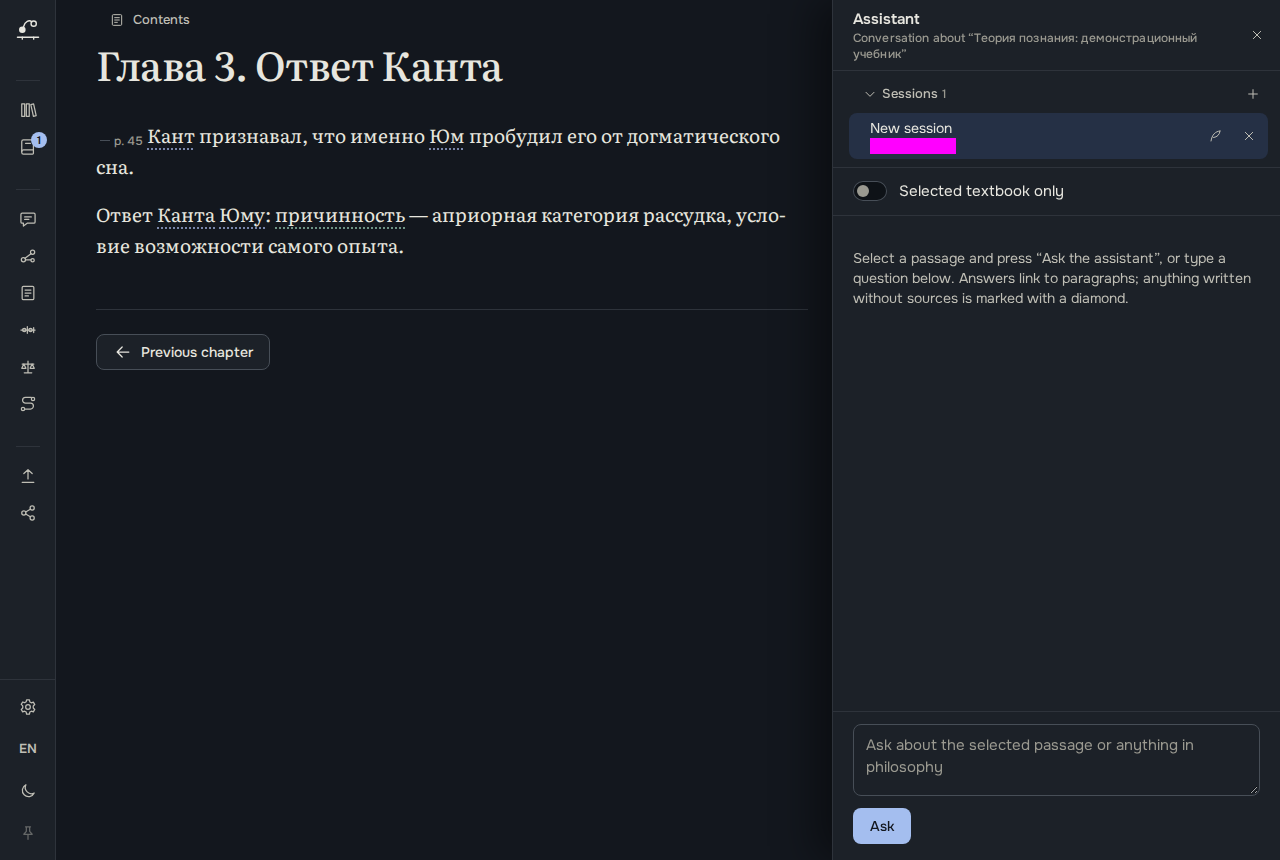 Contents
Глава 3. Ответ Канта
— p. 45 Кант признавал, что именно Юм пробудил его от догматического
сна.
Ответ Канта Юму: причинность — априорная категория рассудка, усло-
вие возможности самого опыта.
Previous chapter
1
EN
Assistant
Conversation about “Теория познания: демонстрационный
учебник”
Sessions 1
New session
Selected textbook only
Select a passage and press “Ask the assistant”, or type a
question below. Answers link to paragraphs; anything written
without sources is marked with a diamond.
Ask about the selected passage or anything in
philosophy
Ask